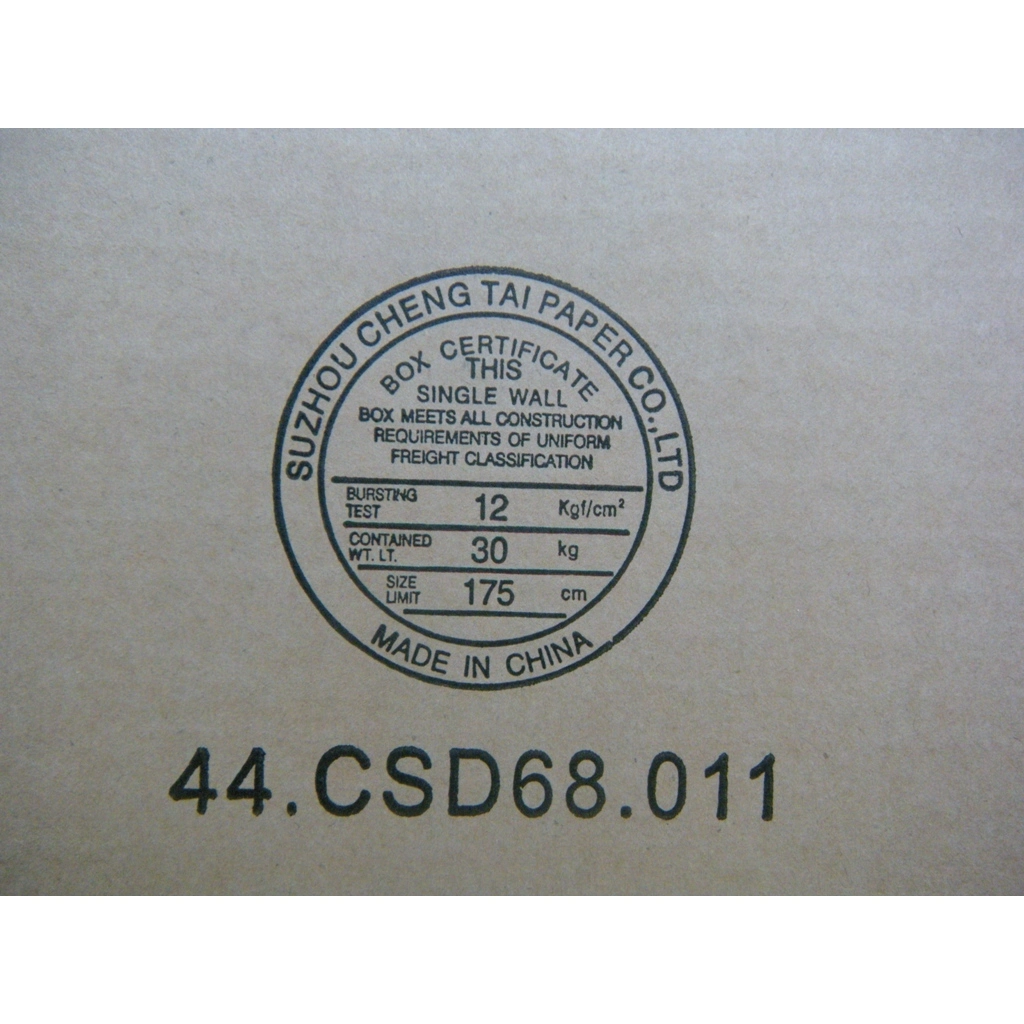 SUZHOU CHENG TAI PAPER CO.,LTD
BOX CERTIFICATE
THIS
SINGLE WALL
BOX MEETS ALL CONSTRUCTION
REQUIREMENTS OF UNIFORM
FREIGHT CLASSIFICATION
BURSTING TEST 12 Kgf/cm²
CONTAINED WT. LT. 30 kg
SIZE LIMIT 175 cm
MADE IN CHINA
44.CSD68.011